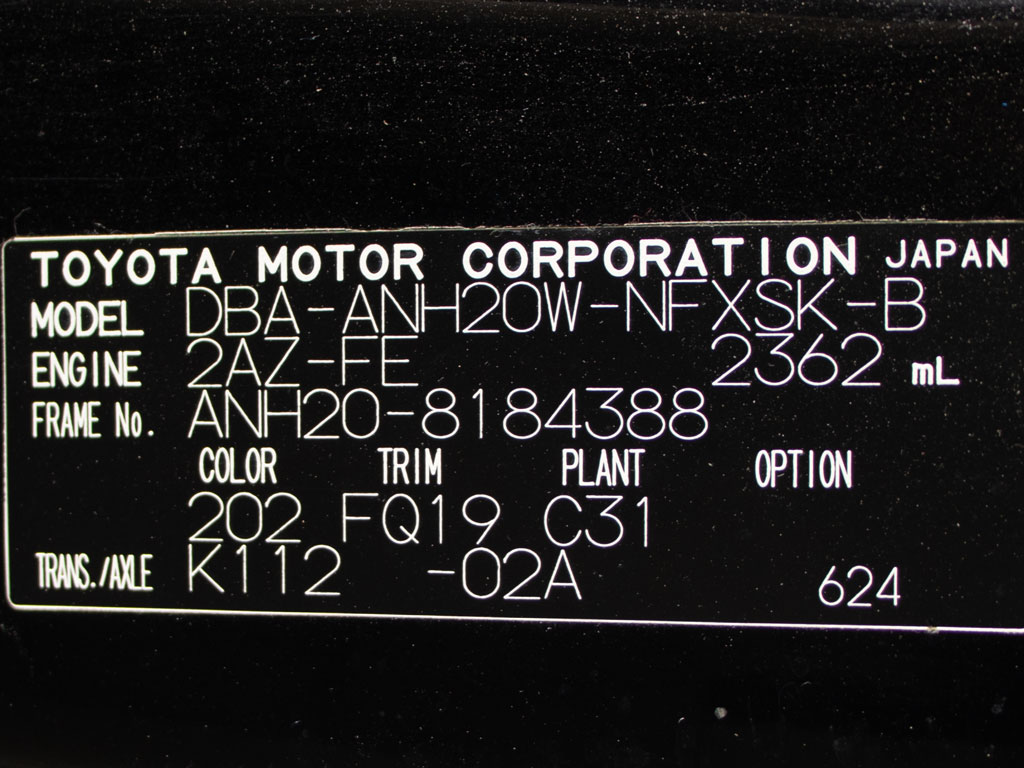 TOYOTA MOTOR CORPORATION JAPAN
MODEL DBA-ANH20W-NFXSK-B
ENGINE 2AZ-FE 2362 mL
FRAME No. ANH20-8184388
COLOR TRIM PLANT OPTION
202 FQ19 C31
TRANS./AXLE K112 -02A 624